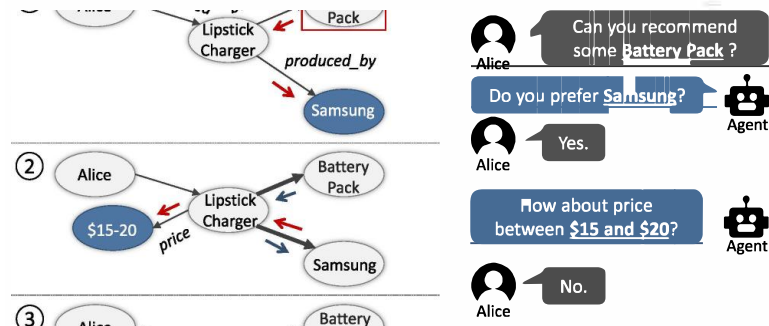 Pack
Lipstick
Charger
produced_by
Samsung
2
Alice
Battery
Pack
Lipstick
Charger
$15-20
price
Samsung
3
Battery
Can you recommend
some Battery Pack ?
Alice
Do you prefer Samsung?
Agent
Alice
Yes.
How about price
between $15 and $20?
Agent
Alice
No.